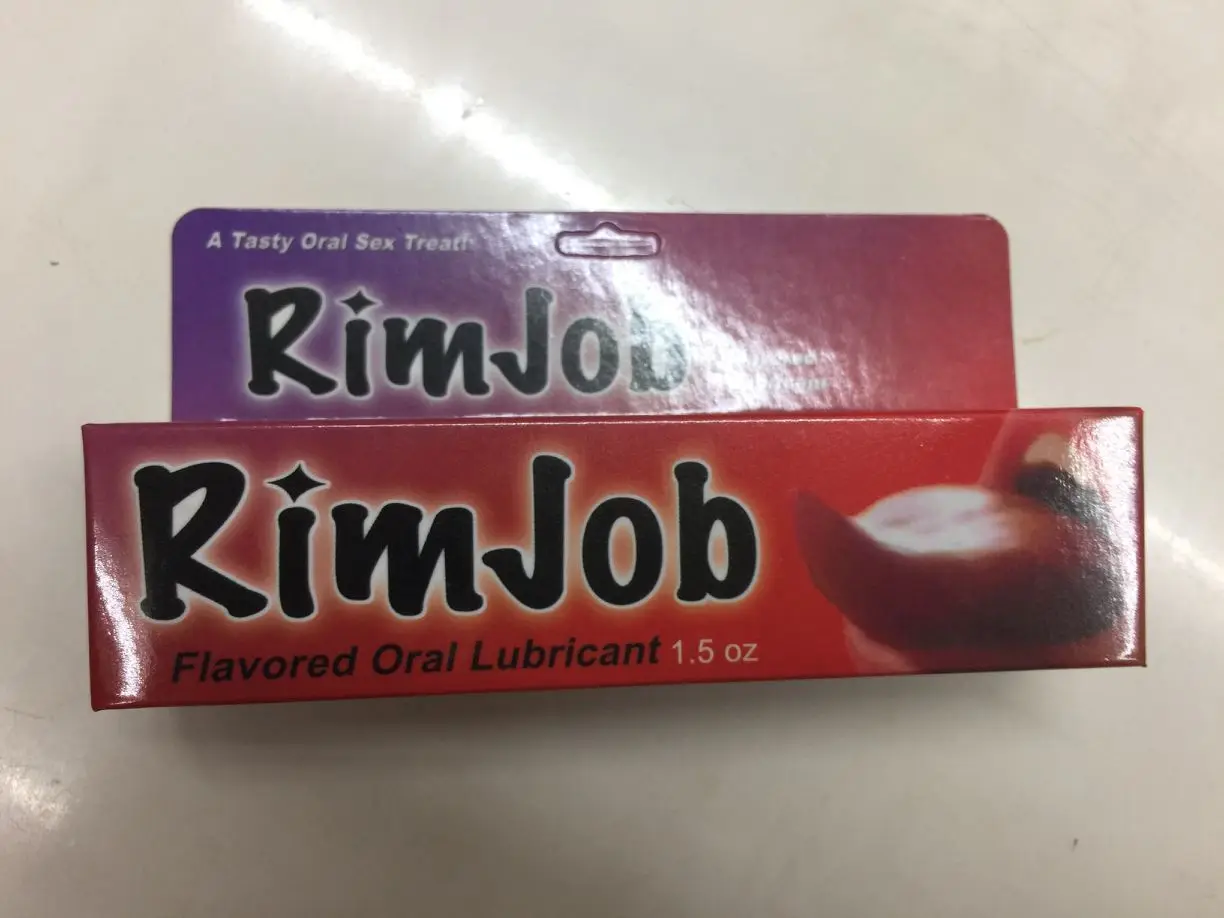 A Tasty Oral Sex Treat!
RimJob
RimJob
Flavored Oral Lubricant 1.5 oz